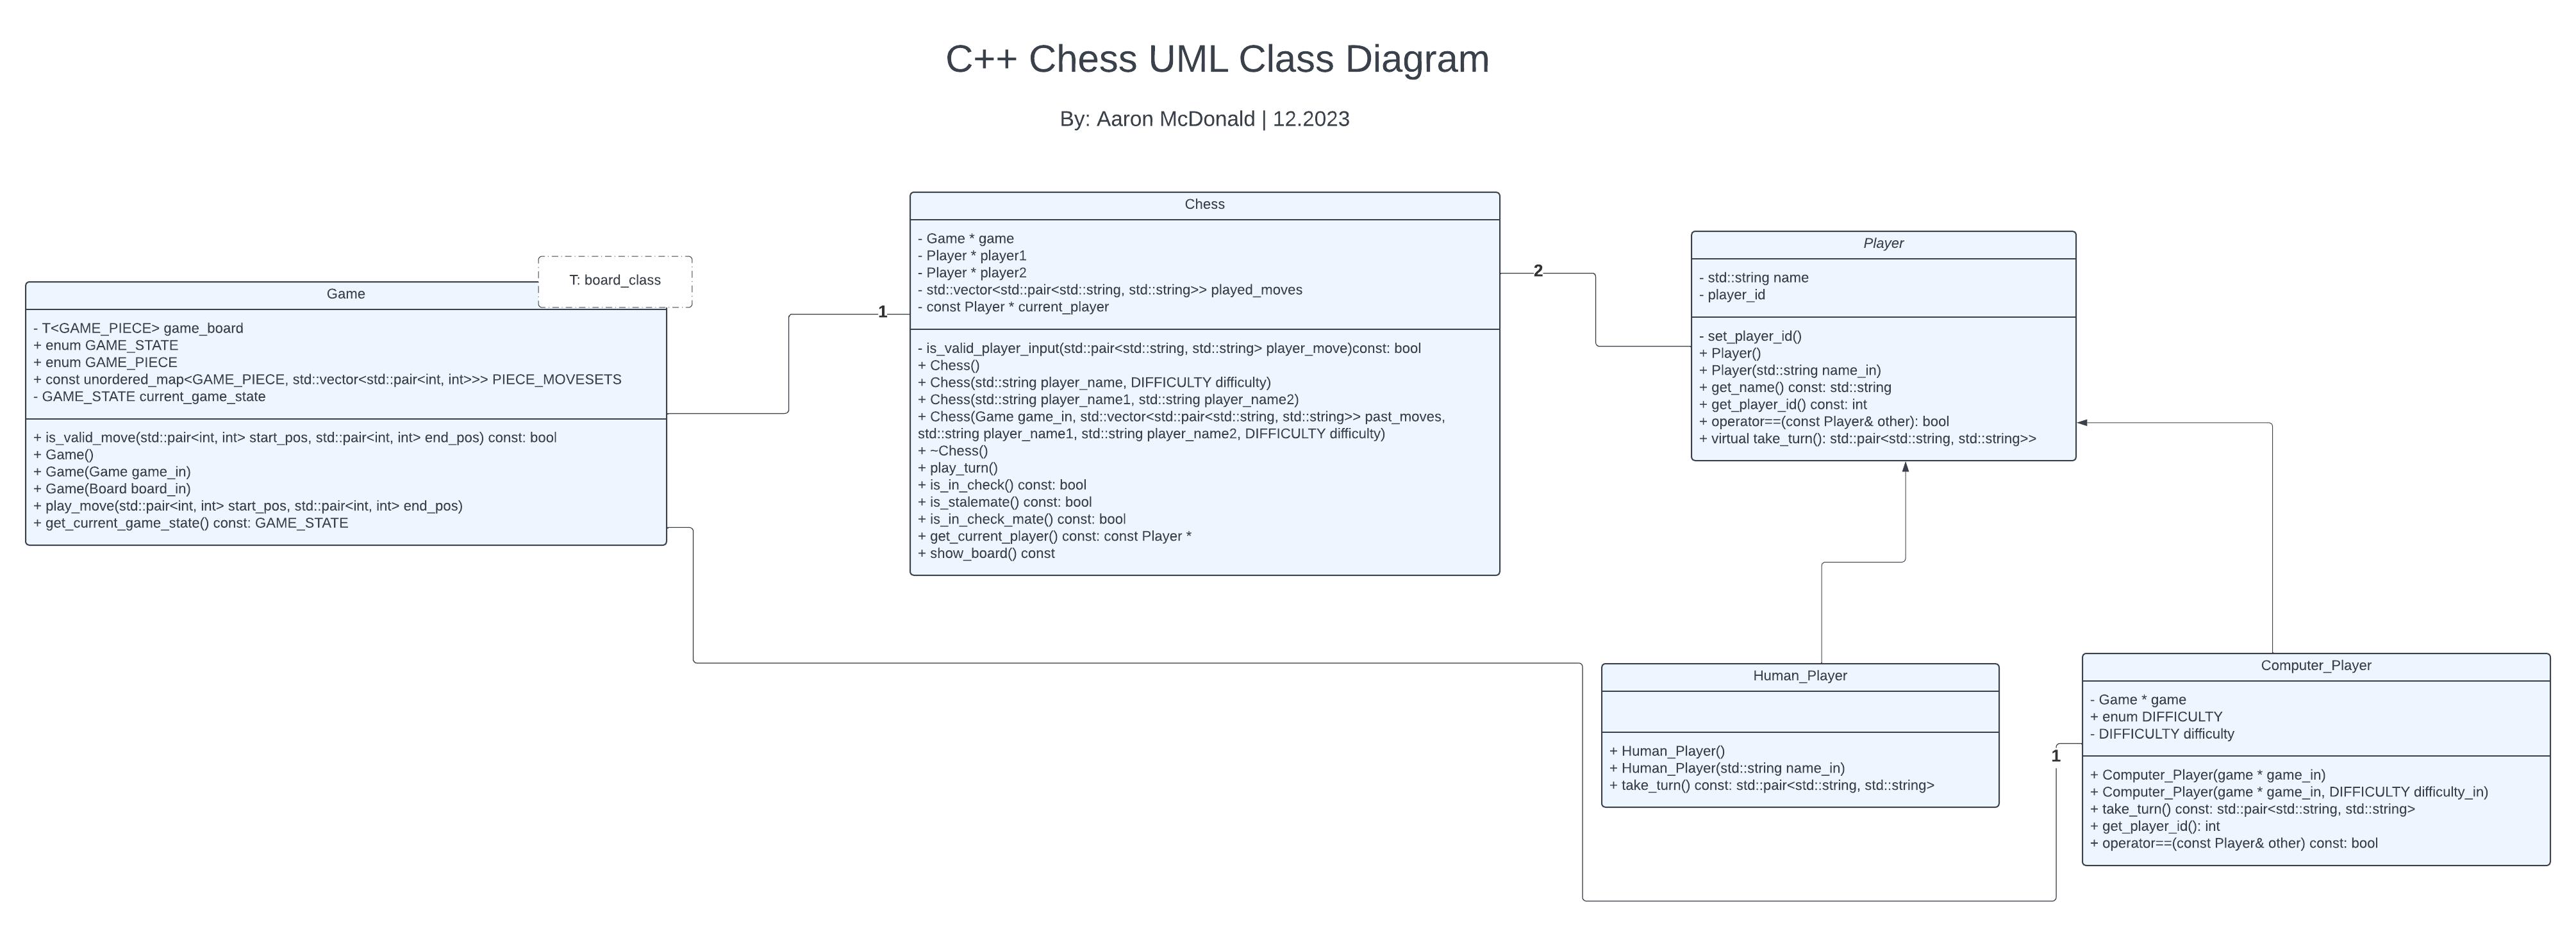 C++ Chess UML Class Diagram
By: Aaron McDonald | 12.2023
T: board_class
Game
- T<GAME_PIECE> game_board
+ enum GAME_STATE
+ enum GAME_PIECE
+ const unordered_map<GAME_PIECE, std::vector<std::pair<int, int>>> PIECE_MOVESETS
- GAME_STATE current_game_state
+ is_valid_move(std::pair<int, int> start_pos, std::pair<int, int> end_pos) const: bool
+ Game()
+ Game(Game game_in)
+ Game(Board board_in)
+ play_move(std::pair<int, int> start_pos, std::pair<int, int> end_pos)
+ get_current_game_state() const: GAME_STATE
1
Chess
- Game * game
- Player * player1
- Player * player2
- std::vector<std::pair<std::string, std::string>> played_moves
- const Player * current_player
- is_valid_player_input(std::pair<std::string, std::string> player_move)const: bool
+ Chess()
+ Chess(std::string player_name, DIFFICULTY difficulty)
+ Chess(std::string player_name1, std::string player_name2)
+ Chess(Game game_in, std::vector<std::pair<std::string, std::string>> past_moves,
std::string player_name1, std::string player_name2, DIFFICULTY difficulty)
+ ~Chess()
+ play_turn()
+ is_in_check() const: bool
+ is_stalemate() const: bool
+ is_in_check_mate() const: bool
+ get_current_player() const: const Player *
+ show_board() const
2
Player
- std::string name
- player_id
- set_player_id()
+ Player()
+ Player(std::string name_in)
+ get_name() const: std::string
+ get_player_id() const: int
+ operator==(const Player& other): bool
+ virtual take_turn(): std::pair<std::string, std::string>>
Human_Player
+ Human_Player()
+ Human_Player(std::string name_in)
+ take_turn() const: std::pair<std::string, std::string>
1
Computer_Player
- Game * game
+ enum DIFFICULTY
- DIFFICULTY difficulty
+ Computer_Player(game * game_in)
+ Computer_Player(game * game_in, DIFFICULTY difficulty_in)
+ take_turn() const: std::pair<std::string, std::string>
+ get_player_id(): int
+ operator==(const Player& other) const: bool